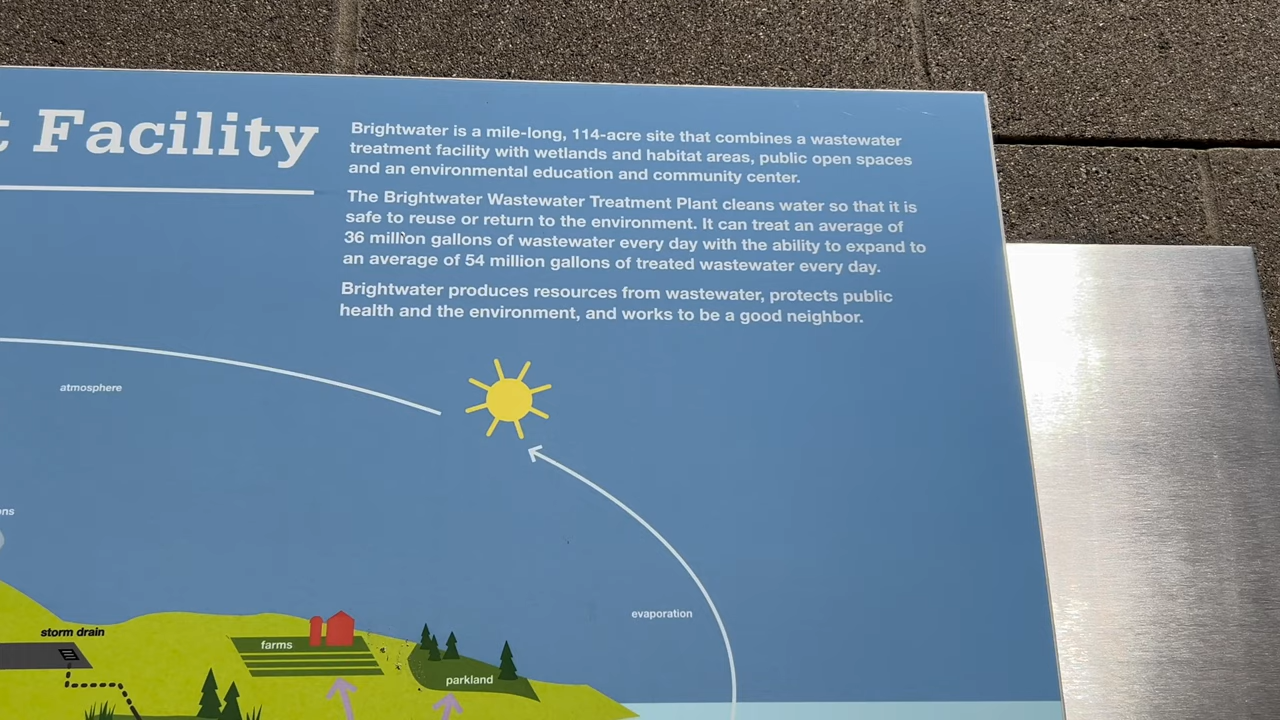 Facility
Brightwater is a mile-long, 114-acre site that combines a wastewater
treatment facility with wetlands and habitat areas, public open spaces
and an environmental education and community center.
The Brightwater Wastewater Treatment Plant cleans water so that it is
safe to reuse or return to the environment. It can treat an average of
36 million gallons of wastewater every day with the ability to expand to
an average of 54 million gallons of treated wastewater every day.
Brightwater produces resources from wastewater, protects public
health and the environment, and works to be a good neighbor.
atmosphere
evaporation
storm drain
farms
parkland